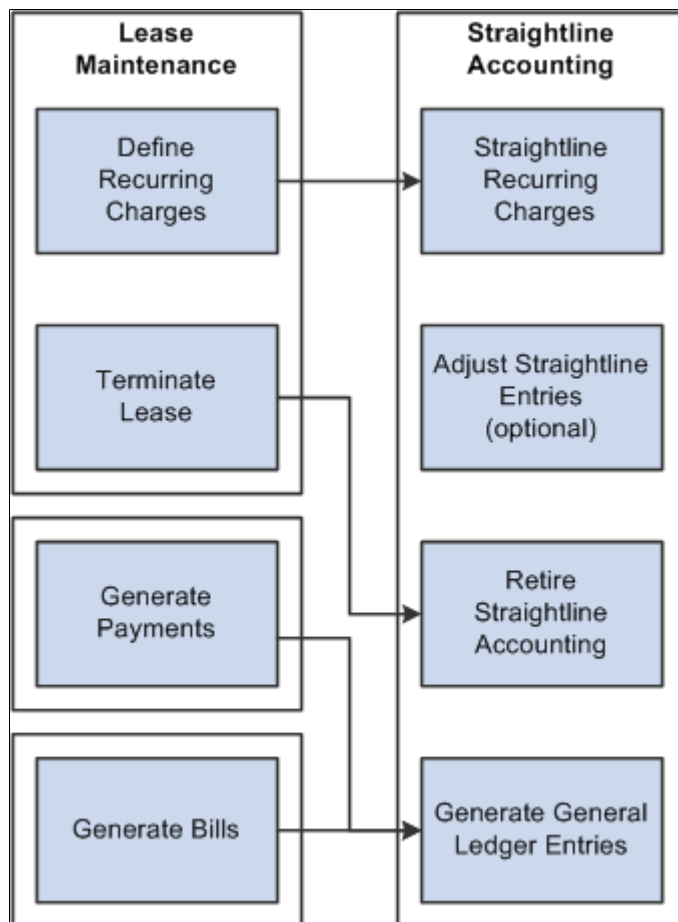 Lease
Maintenance
Define
Recurring
Charges
Terminate
Lease
Generate
Payments
Generate Bills
Straightline
Accounting
Straightline
Recurring
Charges
Adjust Straightline
Entries
(optional)
Retire
Straightline
Accounting
Generate General
Ledger Entries